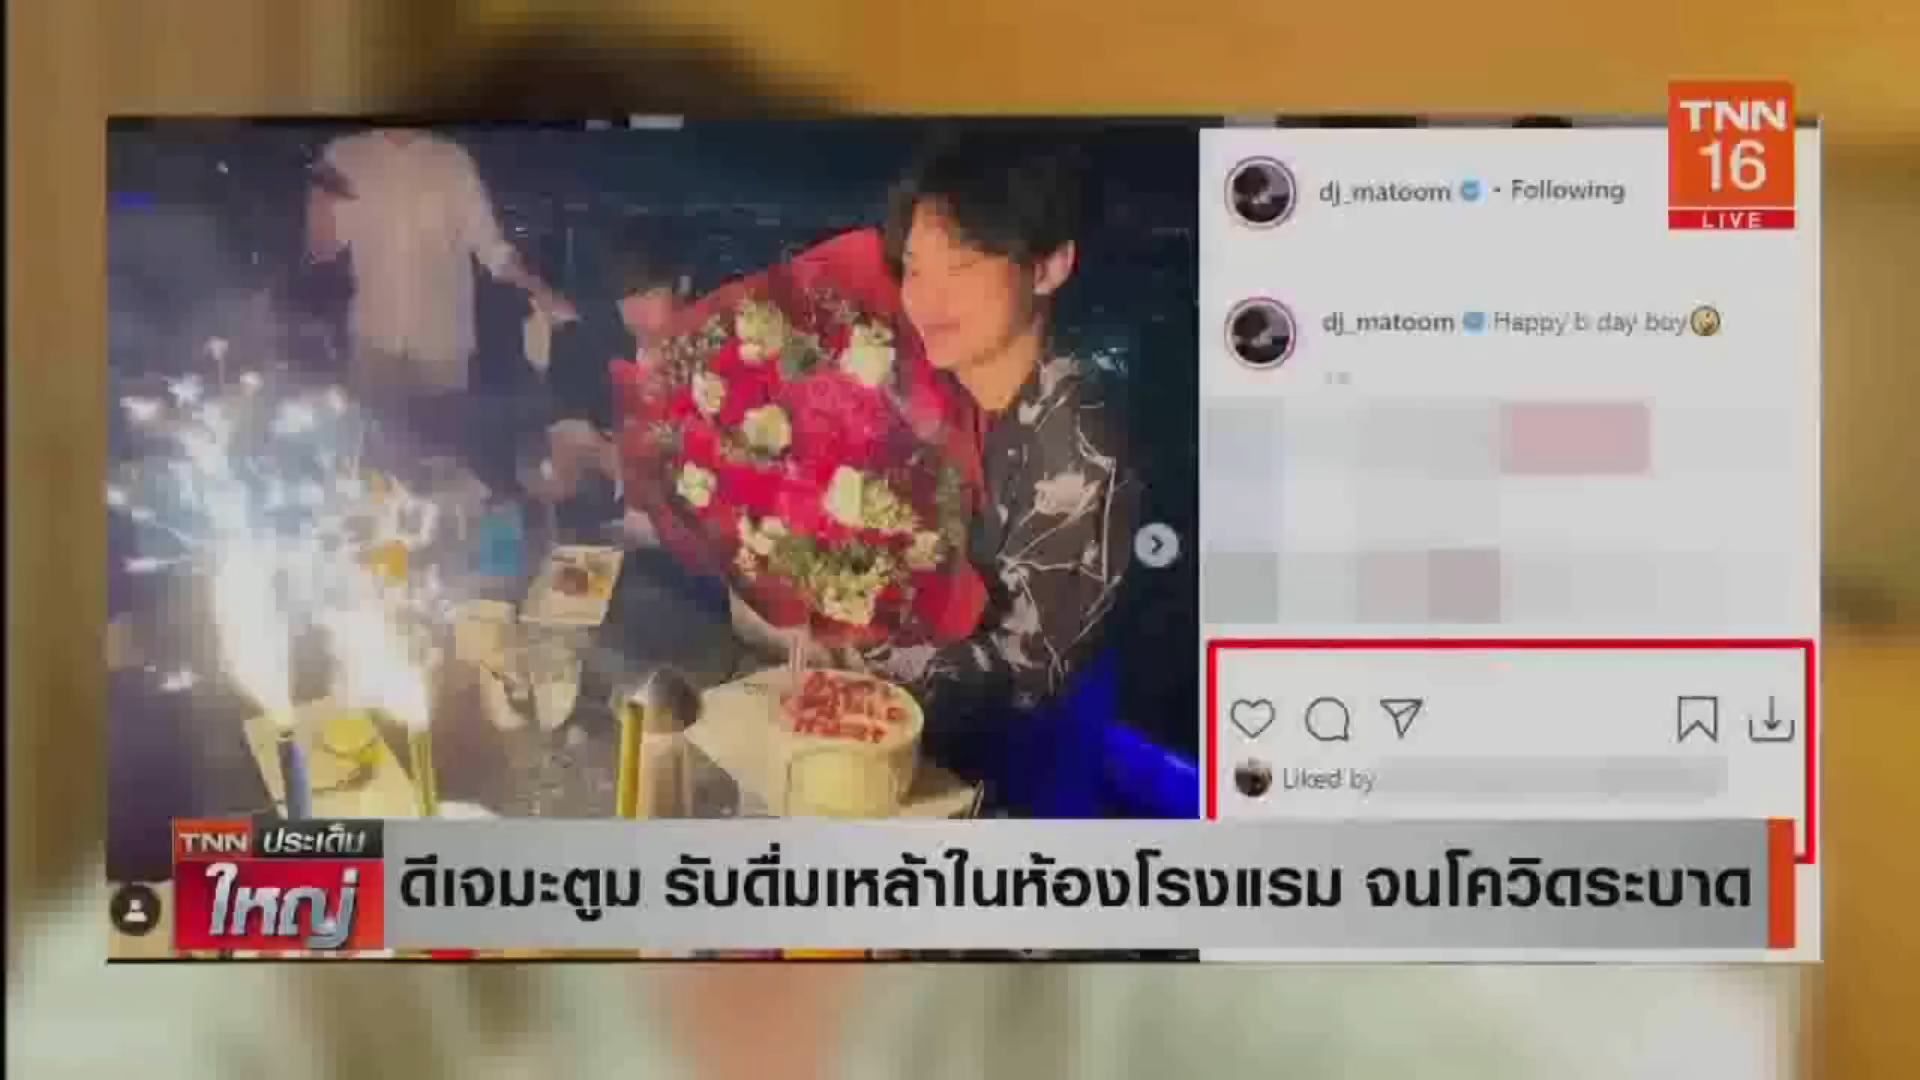 TNN
16
LIVE
dj_matoom • Following
dj_matoom Happy b day boy
Liked by
TNN ประเด็น
ใหญ่
ดีเจมะตูม รับดื่มเหล้าในห้องโรงแรม จนโควิดระบาด